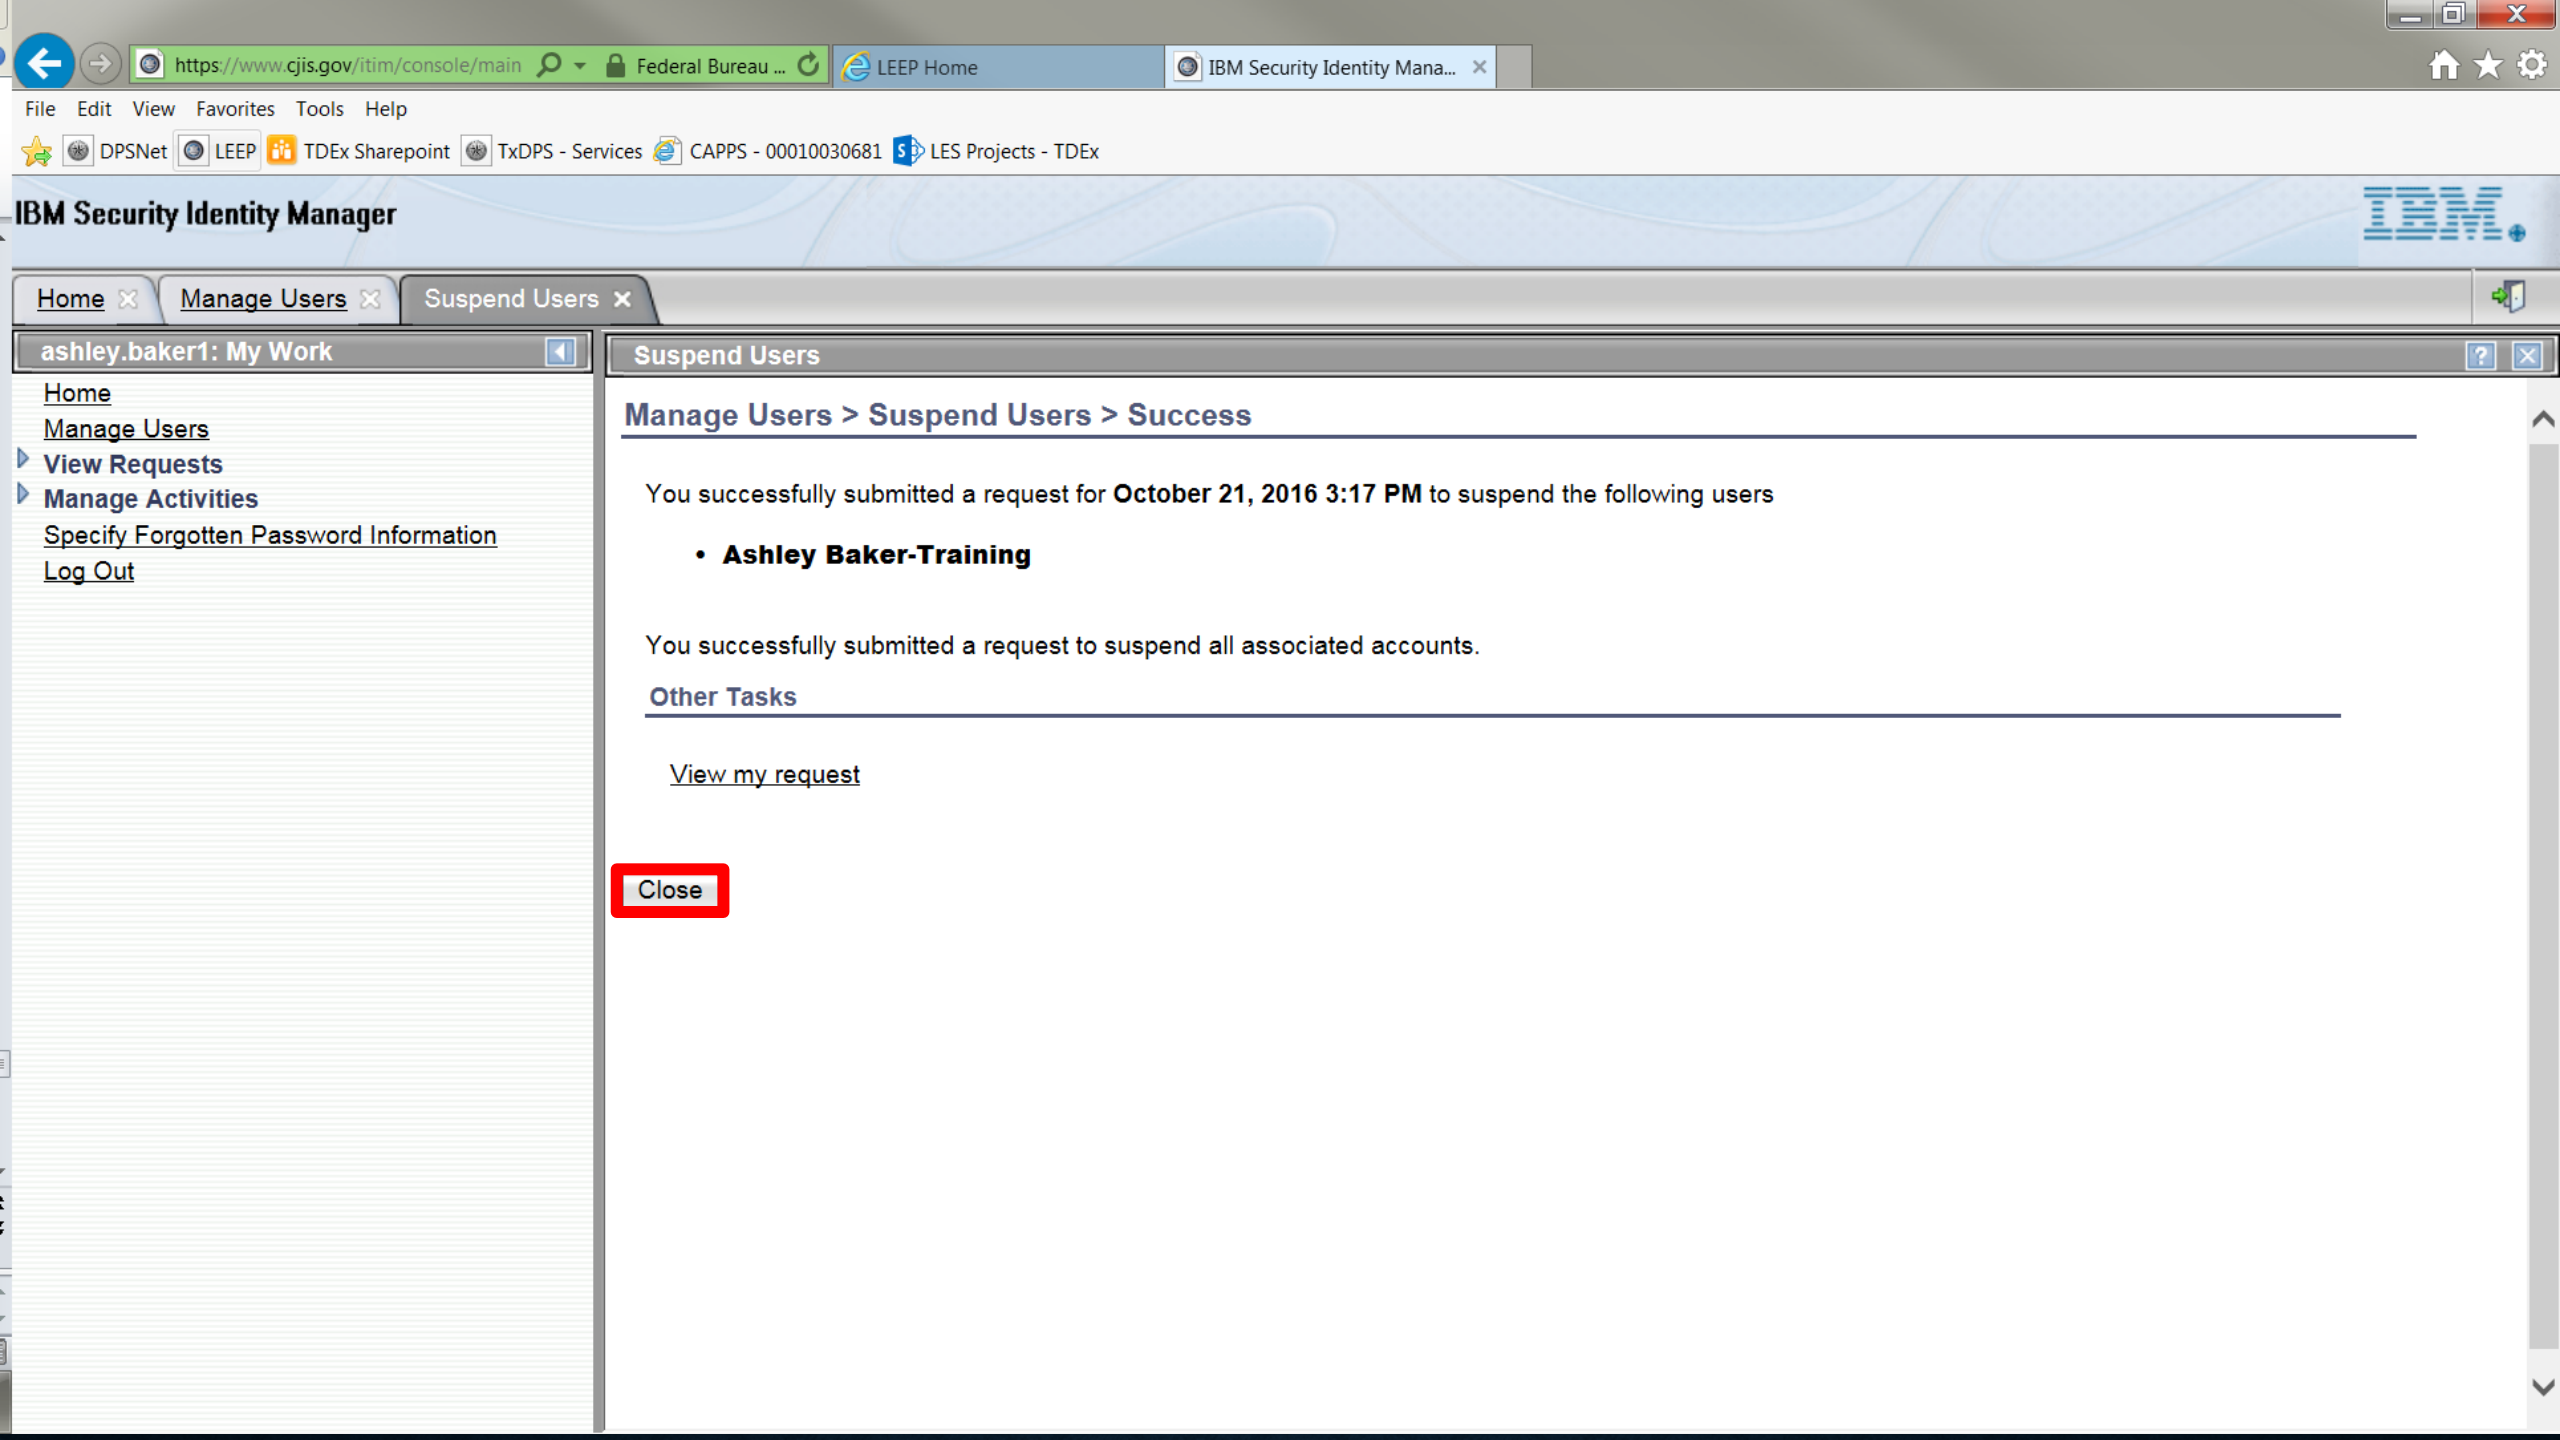 https://www.cjis.gov/itim/console/main
Federal Bureau ...
LEEP Home
IBM Security Identity Mana...
File Edit View Favorites Tools Help
DPSNet LEEP TDEx Sharepoint TxDPS - Services CAPPS - 00010030681 LES Projects - TDEx
IBM Security Identity Manager
IBM.
Home Manage Users Suspend Users
ashley.baker1: My Work
Home
Manage Users
View Requests
Manage Activities
Specify Forgotten Password Information
Log Out
Suspend Users
Manage Users > Suspend Users > Success
You successfully submitted a request for October 21, 2016 3:17 PM to suspend the following users
• Ashley Baker-Training
You successfully submitted a request to suspend all associated accounts.
Other Tasks
View my request
Close